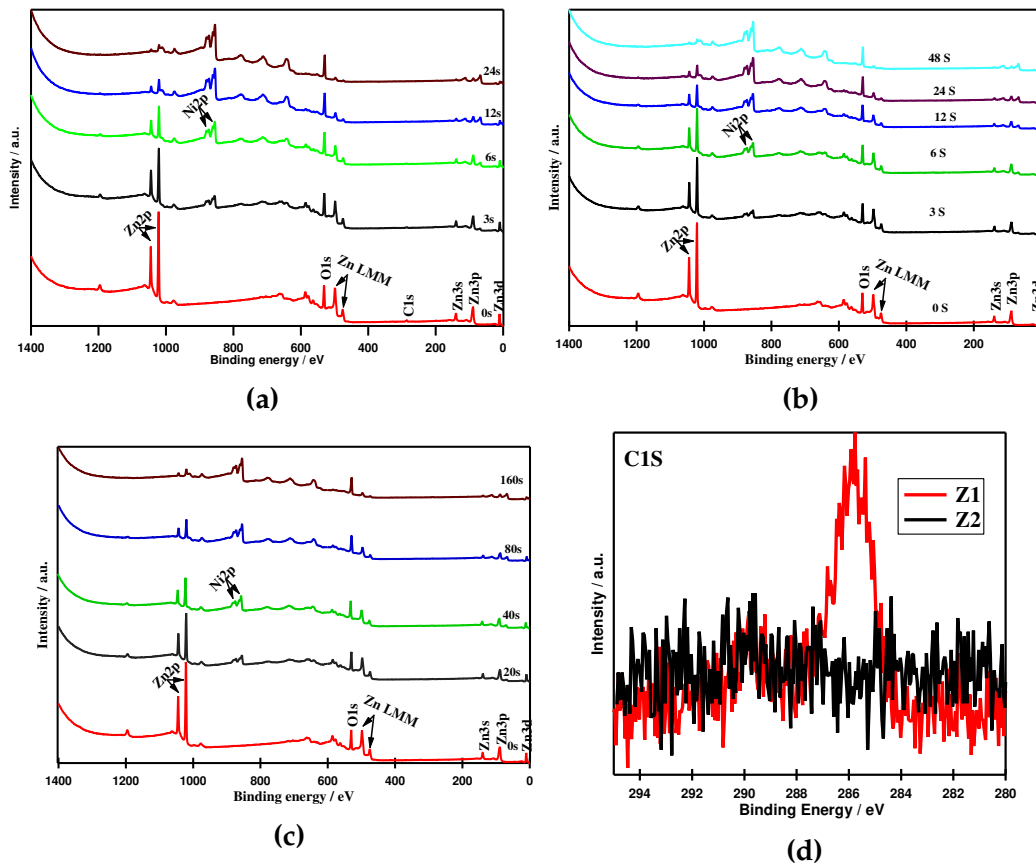 24s
12s
Ni2p
6s
3s
Zn2p
O1s
Zn LMM
C1s
Zn3s
Zn3p
0s
Zn3d
Intensity / a.u.
1400 1200 1000 800 600 400 200 0
Binding energy / eV
(a)
48 S
24 S
12 S
Ni2p
6 S
3 S
Zn2p
O1s
Zn LMM
0 S
Zn3s
Zn3p
Intensity / a.u.
1400 1200 1000 800 600 400 200
Binding energy / eV
(b)
160s
80s
Ni2p
40s
20s
Zn2p
O1s
Zn LMM
Zn3s
Zn3p
0s
Zn3d
Intensity / a.u.
1400 1200 1000 800 600 400 200 0
Binding energy / eV
(c)
C1S
Z1
Z2
Intensity / a.u.
294 292 290 288 286 284 282 280
Binding Energy / eV
(d)